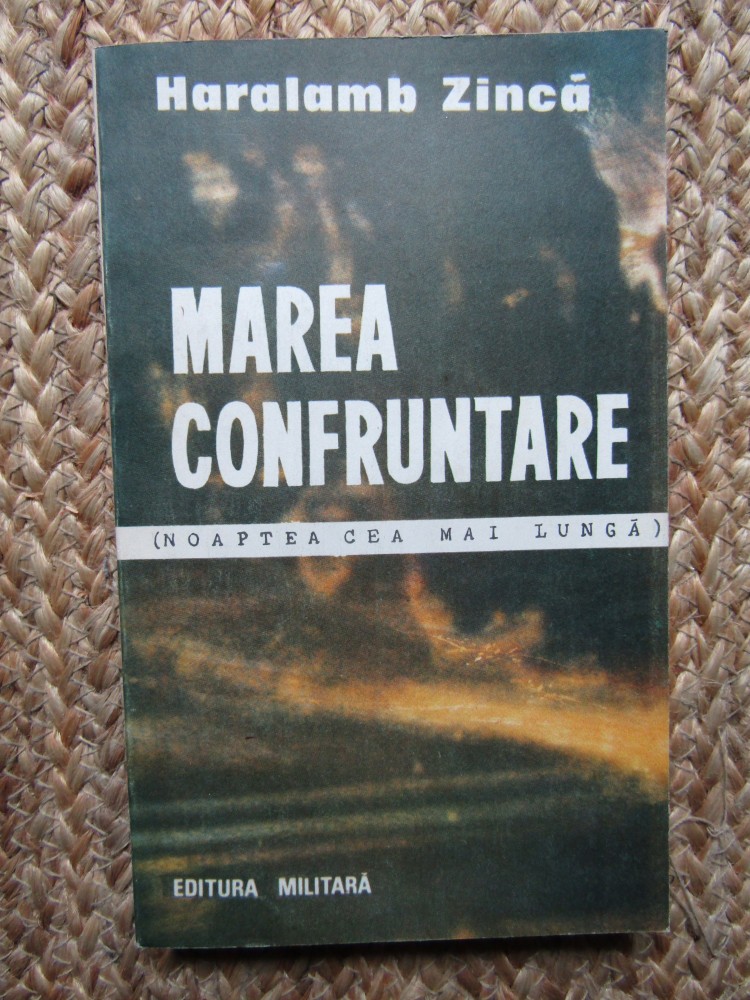 Haralamb Zincă
MAREA
CONFRUNTARE
(NOAPTEA CEA MAI LUNGĂ)
EDITURA MILITARĂ